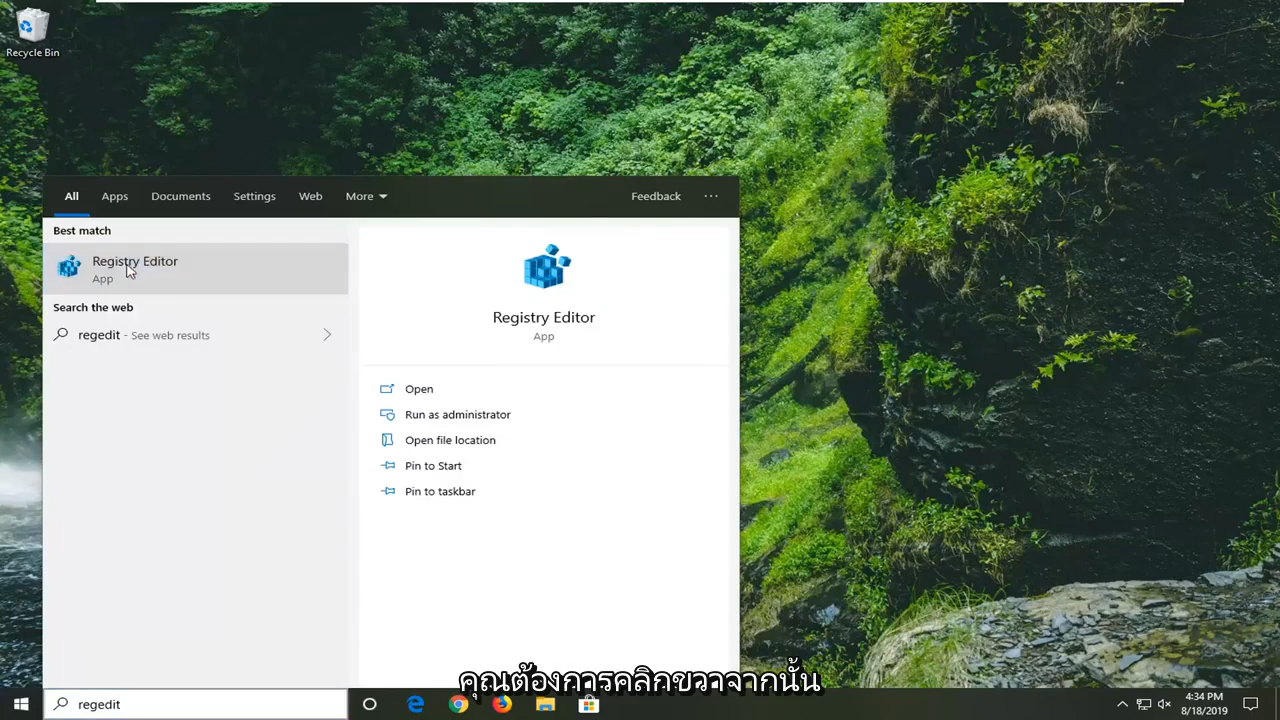 Recycle Bin
All Apps Documents Settings Web More Feedback ...
Best match
Registry Editor
App
Search the web
regedit - See web results
Registry Editor
App
Open
Run as administrator
Open file location
Pin to Start
Pin to taskbar
คุณต้องการคลิกขวาจากนั้น
regedit
4:34 PM
8/18/2019